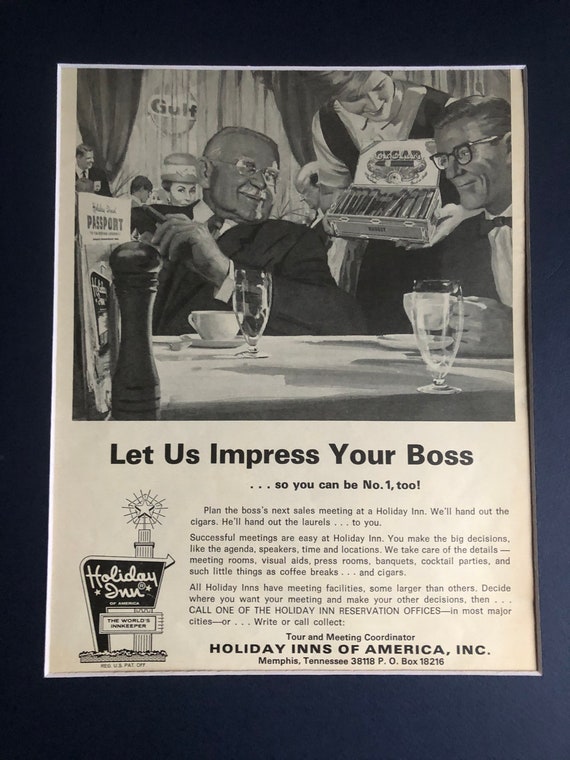 Gulf
CIGAR
Holiday Inn
PASSPORT
Let Us Impress Your Boss
. . . so you can be No. 1, too!
Plan the boss's next sales meeting at a Holiday Inn. We'll hand out the
cigars. He'll hand out the laurels . . . to you.
Successful meetings are easy at Holiday Inn. You make the big decisions,
like the agenda, speakers, time and locations. We take care of the details —
meeting rooms, visual aids, press rooms, banquets, cocktail parties, and
such little things as coffee breaks . . . and cigars.
All Holiday Inns have meeting facilities, some larger than others. Decide
where you want your meeting and make your other decisions, then . . .
CALL ONE OF THE HOLIDAY INN RESERVATION OFFICES—in most major
cities—or . . . Write or call collect:
Tour and Meeting Coordinator
HOLIDAY INNS OF AMERICA, INC.
Memphis, Tennessee 38118 P. O. Box 18216
Holiday
Inn®
OF AMERICA
THE WORLD'S
INNKEEPER
REG. U.S. PAT. OFF.